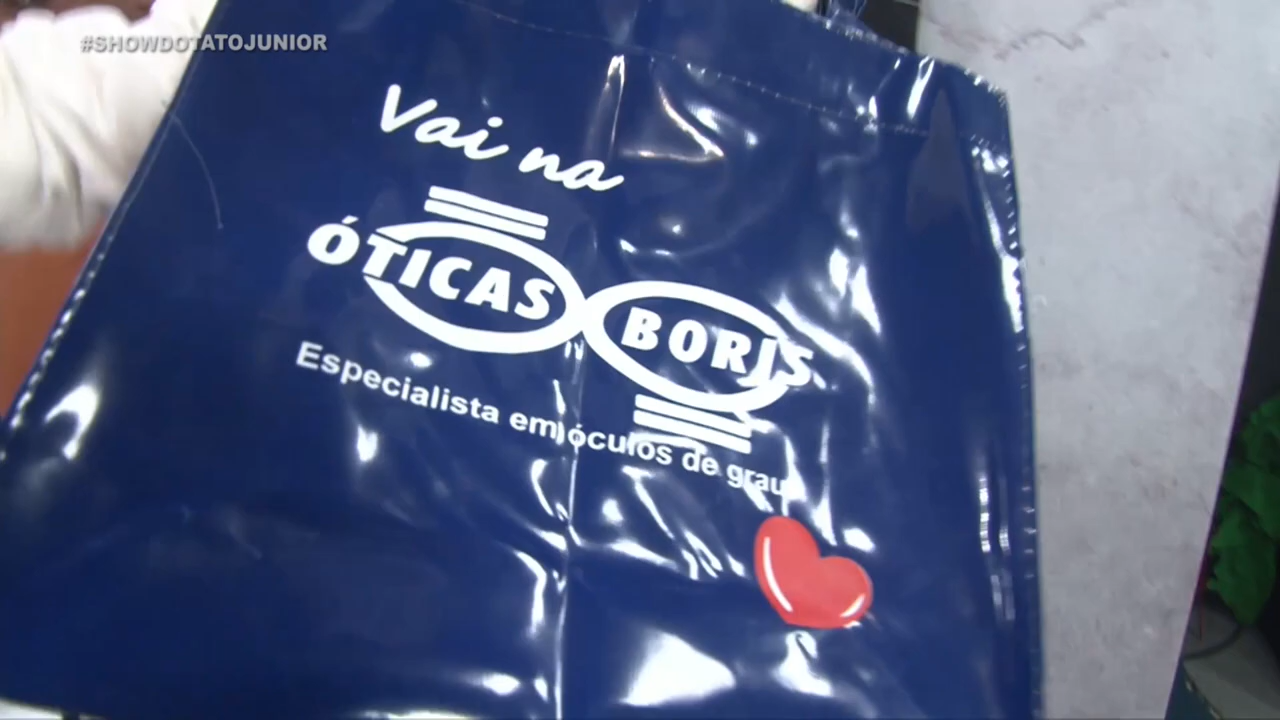 #SHOWDOTATOJUNIOR
Vai na
ÓTICAS BORIS
Especialista em óculos de grau